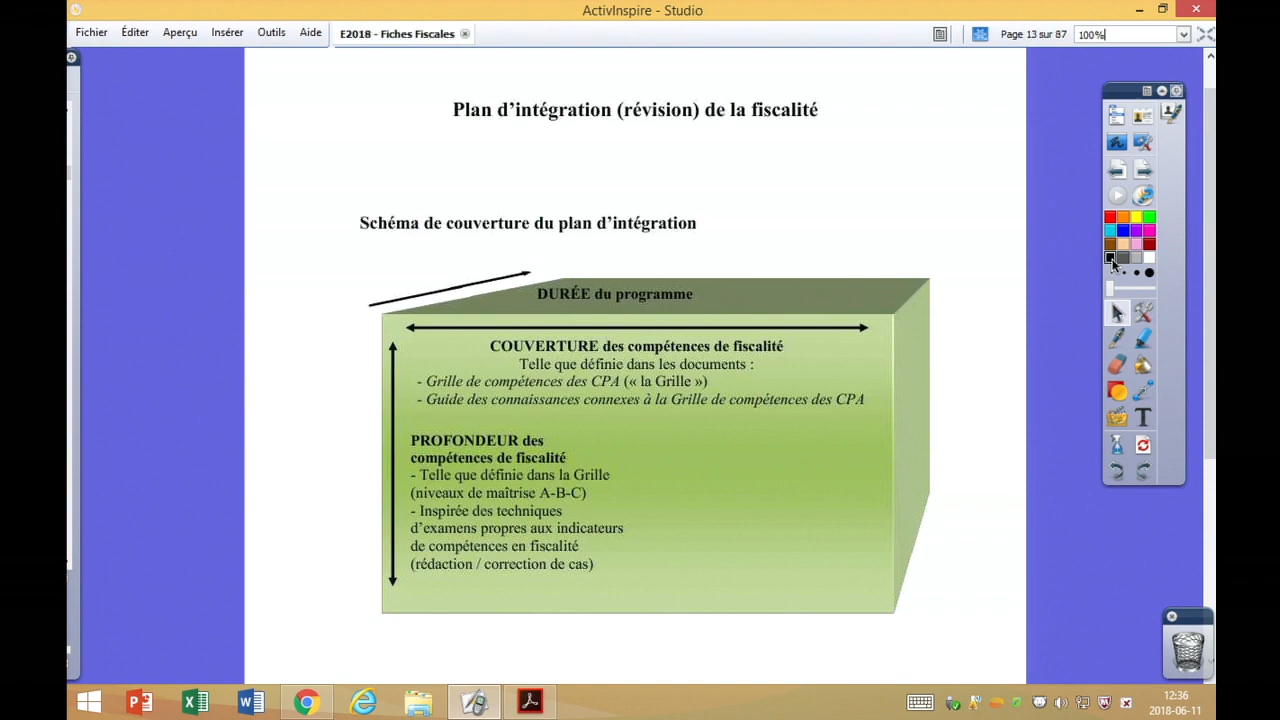 ActivInspire - Studio
Fichier Éditer Aperçu Insérer Outils Aide
E2018 - Fiches Fiscales
Page 13 sur 87
100%
Plan d’intégration (révision) de la fiscalité
Schéma de couverture du plan d’intégration
DURÉE du programme
COUVERTURE des compétences de fiscalité
Telle que définie dans les documents :
- Grille de compétences des CPA (« la Grille »)
- Guide des connaissances connexes à la Grille de compétences des CPA
PROFONDEUR des
compétences de fiscalité
- Telle que définie dans la Grille
(niveaux de maîtrise A-B-C)
- Inspirée des techniques
d’examens propres aux indicateurs
de compétences en fiscalité
(rédaction / correction de cas)
12:36
2018-06-11